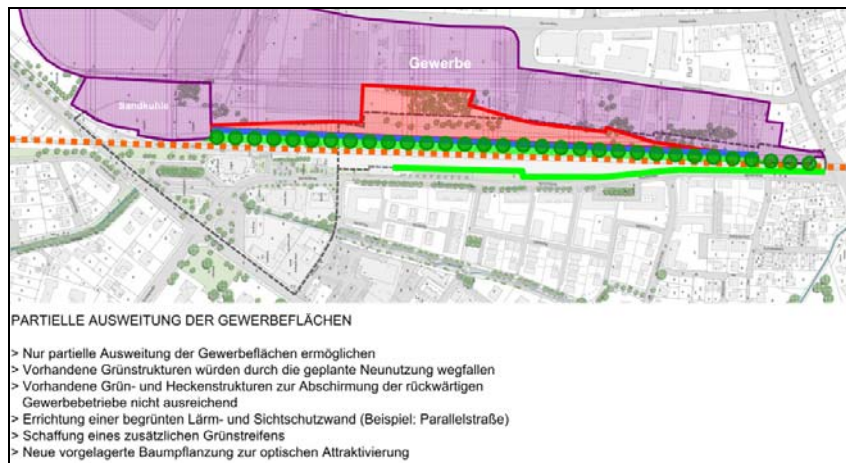 Gewerbe
Sandkuhle
PARTIELLE AUSWEITUNG DER GEWERBEFLÄCHEN
> Nur partielle Ausweitung der Gewerbeflächen ermöglichen
> Vorhandene Grünstrukturen würden durch die geplante Neunutzung wegfallen
> Vorhandene Grün- und Heckenstrukturen zur Abschirmung der rückwärtigen
Gewerbebetriebe nicht ausreichend
> Errichtung einer begrünten Lärm- und Sichtschutzwand (Beispiel: Parallelstraße)
> Schaffung eines zusätzlichen Grünstreifens
> Neue vorgelagerte Baumpflanzung zur optischen Attraktivierung